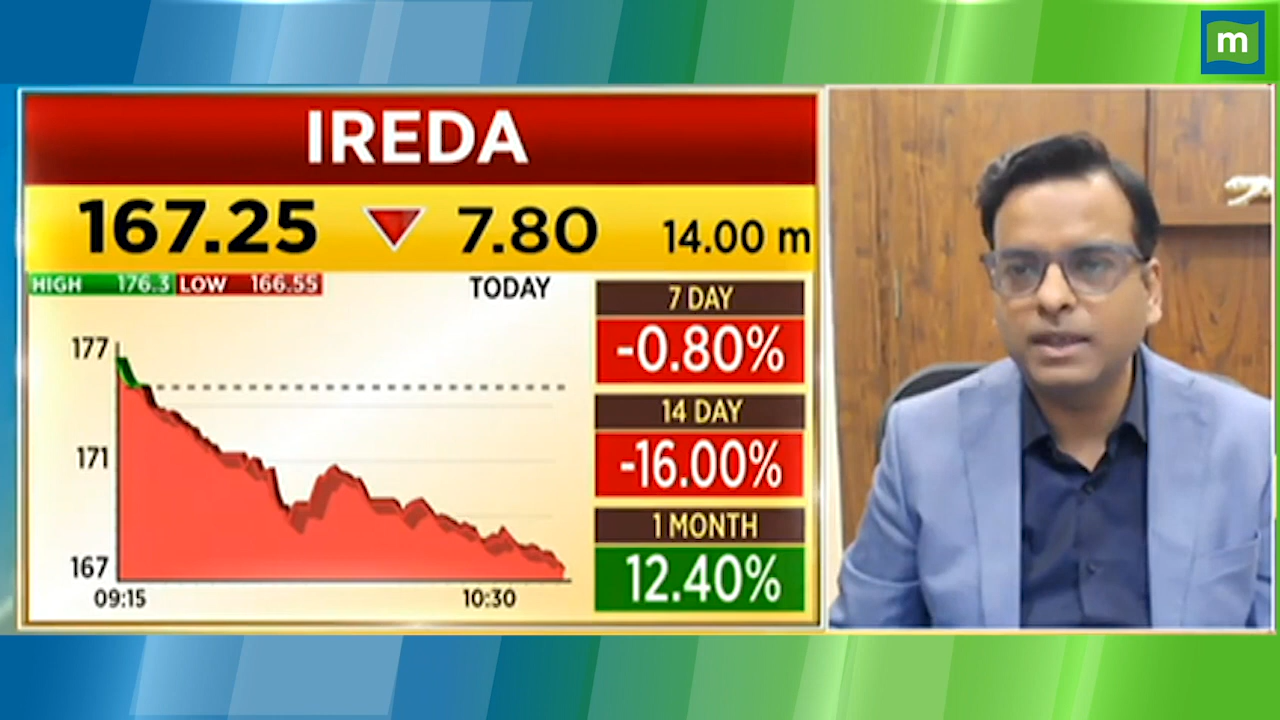 m
IREDA
167.25 7.80 14.00 m
HIGH 176.3 LOW 166.55
TODAY
177
171
167
09:15 10:30
7 DAY
-0.80%
14 DAY
-16.00%
1 MONTH
12.40%